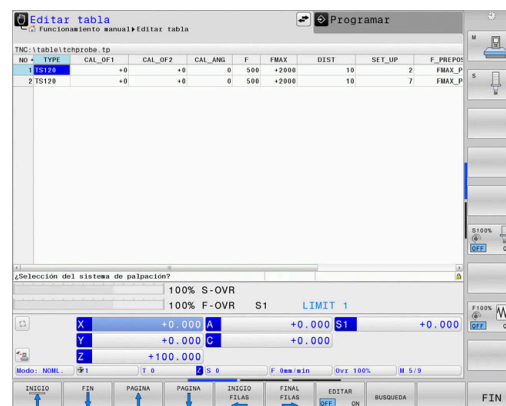 Editar tabla
Funcionamiento manual▸Editar tabla
Programar
TNC:\table\tchprobe.tp
NO TYPE CAL_OF1 CAL_OF2 CAL_ANG F FMAX DIST SET_UP F_PREPOS
1 TS120 +0 +0 0 500 +2000 10 2 FMAX_P
2 TS120 +0 +0 0 500 +2000 10 7 FMAX_P
¿Selección del sistema de palpación?
100% S-OVR
100% F-OVR S1 LIMIT 1
X +0.000 A +0.000 S1 +0.000
Y +0.000 C +0.000
Z +100.000
Modo: NOML. 1 T 0 Z S 0 F 0mm/min Ovr 100% M 5/9
M
S
S100%
OFF
F100%
OFF
INICIO
FIN
PAGINA
PAGINA
INICIO FILAS
FINAL FILAS
EDITAR
OFF ON
BUSQUEDA
FIN